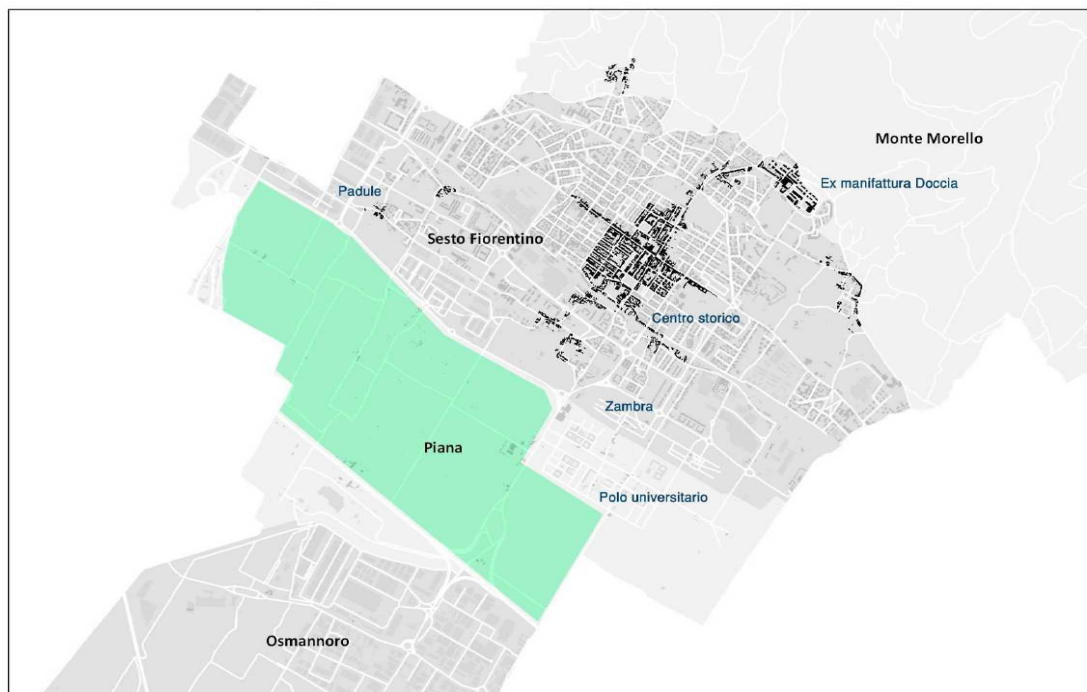 Monte Morello
Ex manifattura Doccia
Padule
Sesto Fiorentino
Centro storico
Zambra
Piana
Polo universitario
Osmannoro